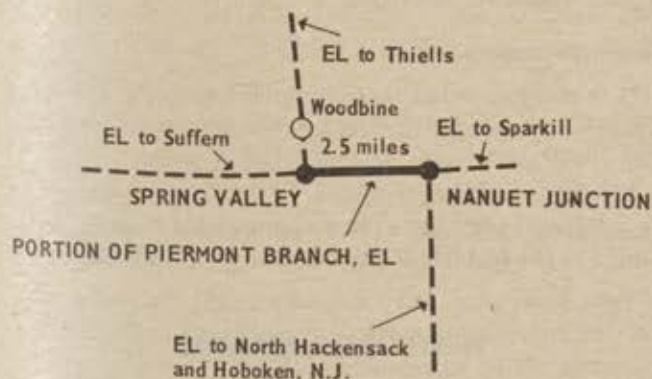 EL to Thiells
Woodbine
EL to Suffern
2.5 miles
EL to Sparkill
SPRING VALLEY
NANUET JUNCTION
PORTION OF PIERMONT BRANCH, EL
EL to North Hackensack
and Hoboken, N.J.